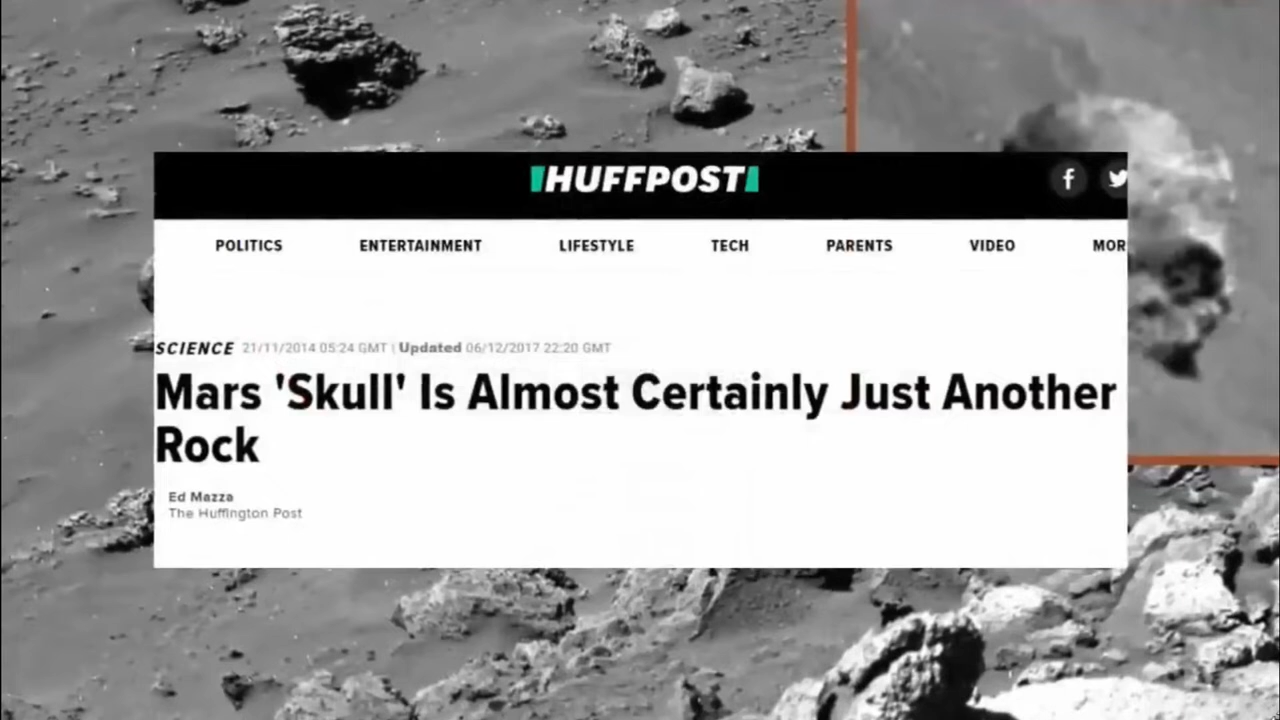 HUFFPOST
POLITICS ENTERTAINMENT LIFESTYLE TECH PARENTS VIDEO MOR
SCIENCE 21/11/2014 05:24 GMT | Updated 06/12/2017 22:20 GMT
Mars 'Skull' Is Almost Certainly Just Another
Rock
Ed Mazza
The Huffington Post